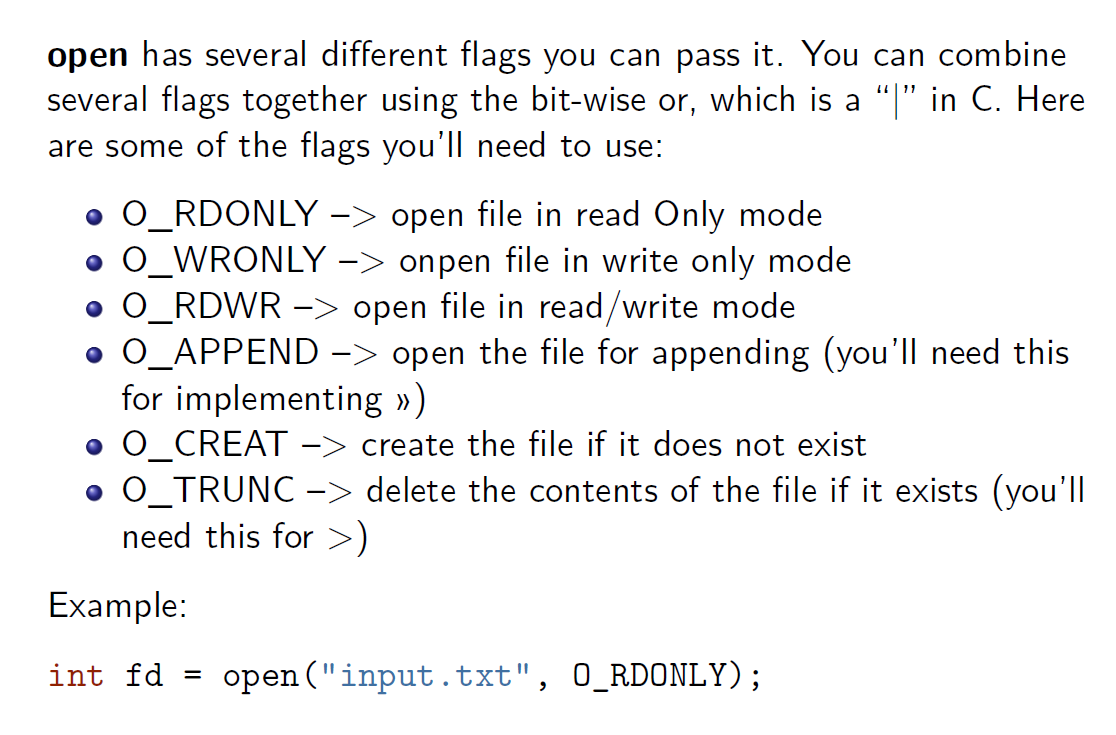 open has several different flags you can pass it. You can combine
several flags together using the bit-wise or, which is a “|” in C. Here
are some of the flags you'll need to use:
O_RDONLY –> open file in read Only mode
O_WRONLY –> onpen file in write only mode
O_RDWR –> open file in read/write mode
O_APPEND –> open the file for appending (you'll need this
for implementing »)
O_CREAT –> create the file if it does not exist
O_TRUNC –> delete the contents of the file if it exists (you'll
need this for >)
Example:
int fd = open("input.txt", O_RDONLY);